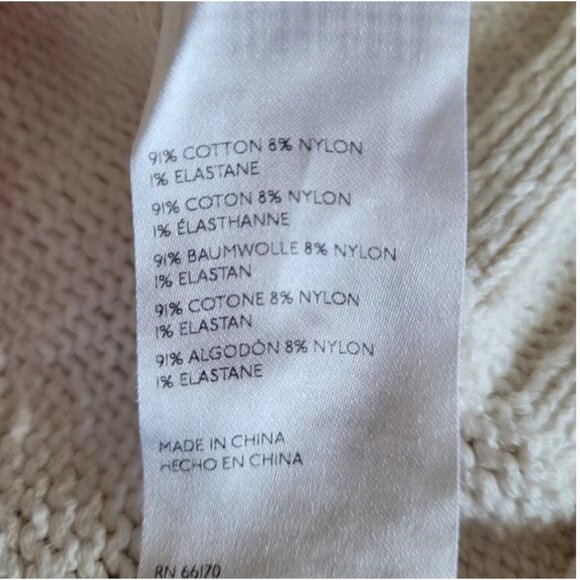 91% COTTON 8% NYLON
1% ELASTANE
91% COTON 8% NYLON
1% ÉLASTHANNE
91% BAUMWOLLE 8% NYLON
1% ELASTAN
91% COTONE 8% NYLON
1% ELASTAN
91% ALGODÓN 8% NYLON
1% ELASTANE
MADE IN CHINA
HECHO EN CHINA
RN 66170